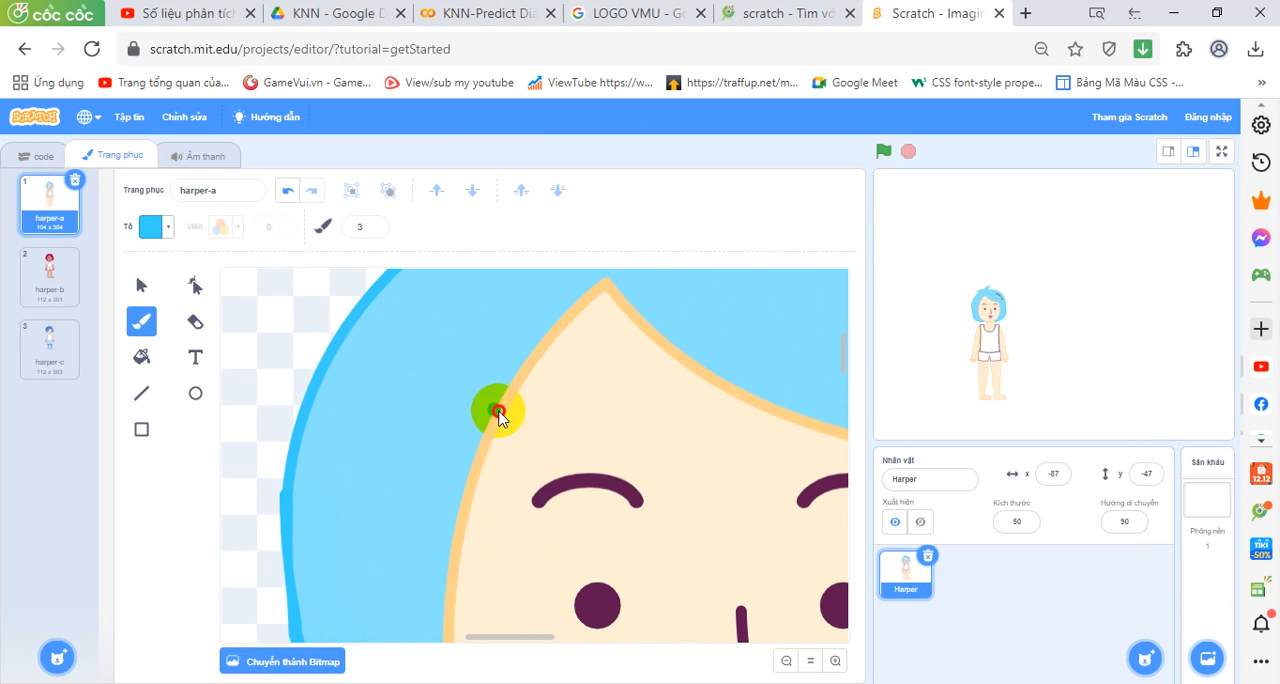 cốc cốc
Số liệu phân tích
KNN - Google D
KNN-Predict Dia
LOGO VMU - Go
scratch - Tìm vớ
Scratch - Imagin
scratch.mit.edu/projects/editor/?tutorial=getStarted
Ứng dụng
Trang tổng quan của...
GameVui.vn - Game...
View/sub my youtube
ViewTube https://w...
https://traffup.net/m...
Google Meet
CSS font-style prope...
Bảng Mã Màu CSS -...
SCRATCH
Tập tin
Chỉnh sửa
Hướng dẫn
Tham gia Scratch
Đăng nhập
code
Trang phục
Âm thanh
1
harper-a
104 x 304
2
harper-b
112 x 301
3
harper-c
112 x 303
Trang phục
harper-a
Tô
Viền
0
3
Chuyển thành Bitmap
Nhân vật
Harper
x
-87
y
-47
Xuất hiện
Kích thước
50
Hướng di chuyển
90
Harper
Sân khấu
Phông nền
1
12.12
TIKI
-50%